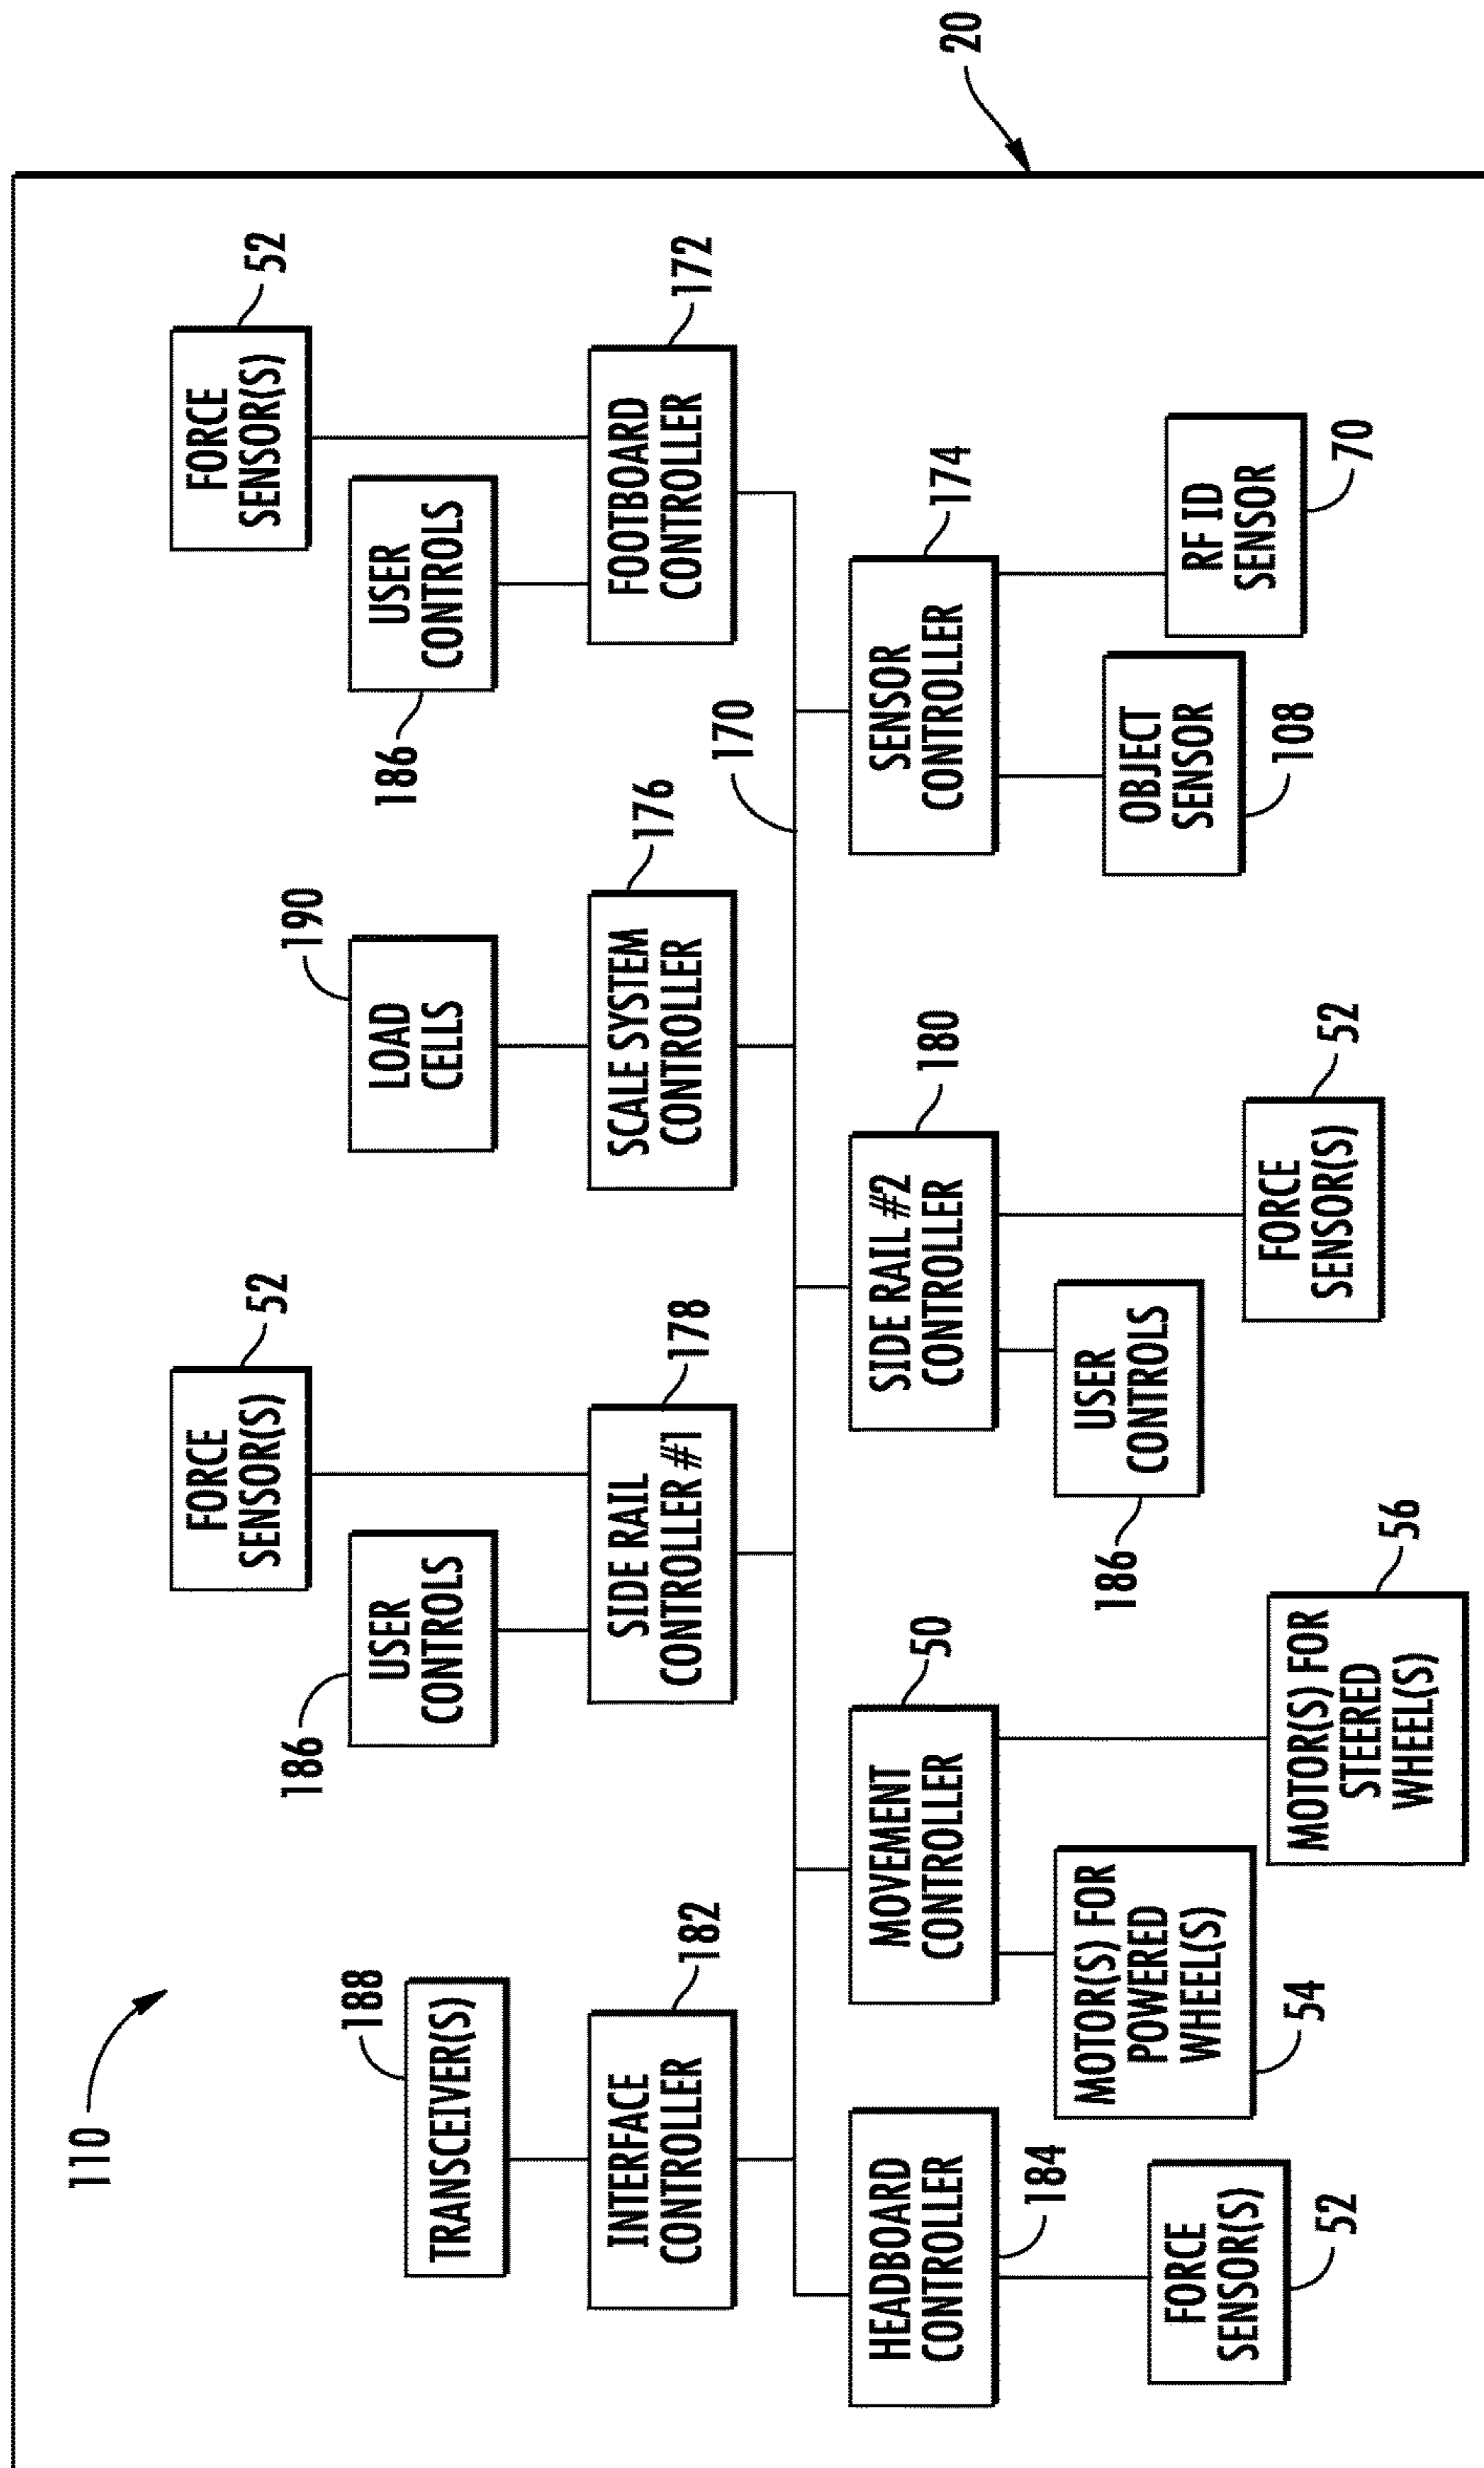 110
20
TRANSCEIVER(S)
188
FORCE
SENSOR(S)
52
USER
CONTROLS
186
LOAD
CELLS
190
FORCE
SENSOR(S)
52
USER
CONTROLS
186
INTERFACE
CONTROLLER
182
SIDE RAIL
CONTROLLER #1
178
SCALE SYSTEM
CONTROLLER
176
FOOTBOARD
CONTROLLER
172
170
HEADBOARD
CONTROLLER
184
MOVEMENT
CONTROLLER
50
SIDE RAIL #2
CONTROLLER
180
SENSOR
CONTROLLER
174
FORCE
SENSOR(S)
52
MOTOR(S) FOR
POWERED
WHEEL(S)
54
MOTOR(S) FOR
STEERED
WHEEL(S)
56
USER
CONTROLS
186
FORCE
SENSOR(S)
52
OBJECT
SENSOR
108
RF ID
SENSOR
70